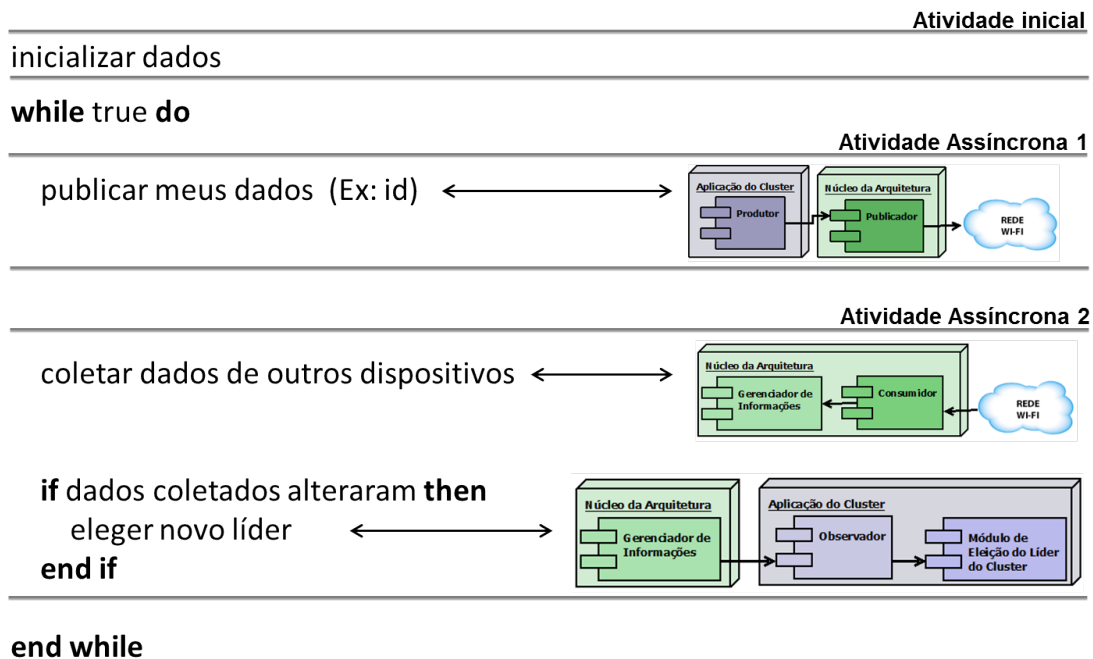 Atividade inicial
inicializar dados
while true do
Atividade Assíncrona 1
publicar meus dados (Ex: id)
Aplicação do Cluster
Produtor
Núcleo da Arquitetura
Publicador
REDE
WI-FI
Atividade Assíncrona 2
coletar dados de outros dispositivos
Núcleo da Arquitetura
Gerenciador de
Informações
Consumidor
REDE
WI-FI
if dados coletados alteraram then
eleger novo líder
end if
Núcleo da Arquitetura
Gerenciador de
Informações
Aplicação do Cluster
Observador
Módulo de
Eleição do Líder
do Cluster
end while